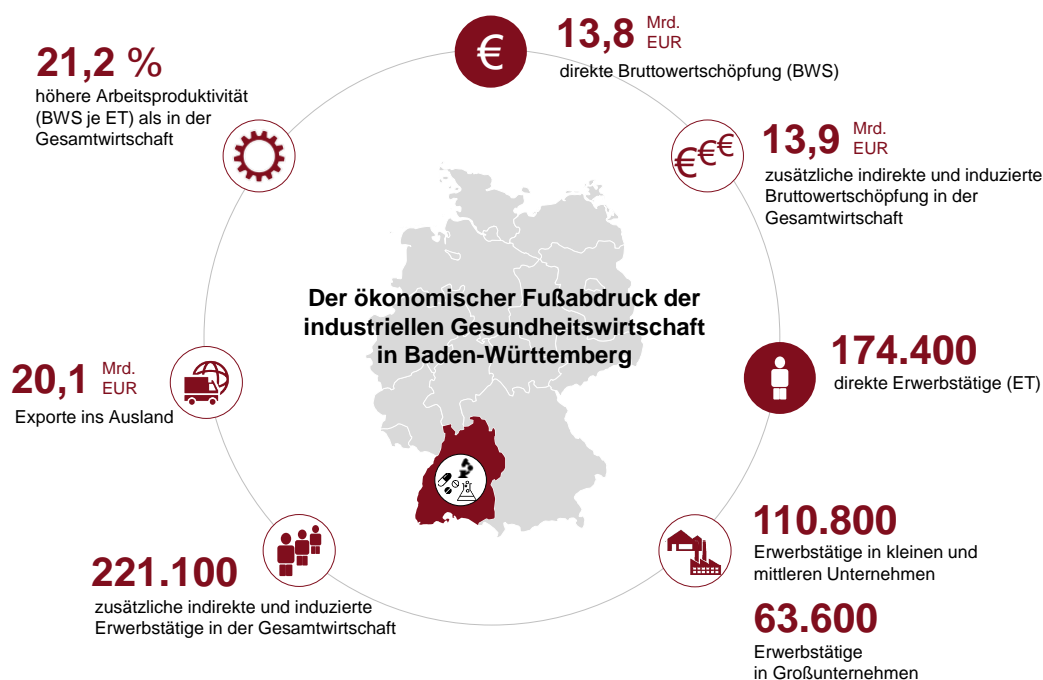 13,8 Mrd.
EUR
direkte Bruttowertschöpfung (BWS)
€
€€€
13,9 Mrd.
EUR
zusätzliche indirekte und induzierte
Bruttowertschöpfung in der
Gesamtwirtschaft
174.400
direkte Erwerbstätige (ET)
110.800
Erwerbstätige in kleinen und
mittleren Unternehmen
63.600
Erwerbstätige
in Großunternehmen
221.100
zusätzliche indirekte und induzierte
Erwerbstätige in der Gesamtwirtschaft
20,1 Mrd.
EUR
Exporte ins Ausland
21,2 %
höhere Arbeitsproduktivität
(BWS je ET) als in der
Gesamtwirtschaft
Der ökonomischer Fußabdruck der
industriellen Gesundheitswirtschaft
in Baden-Württemberg